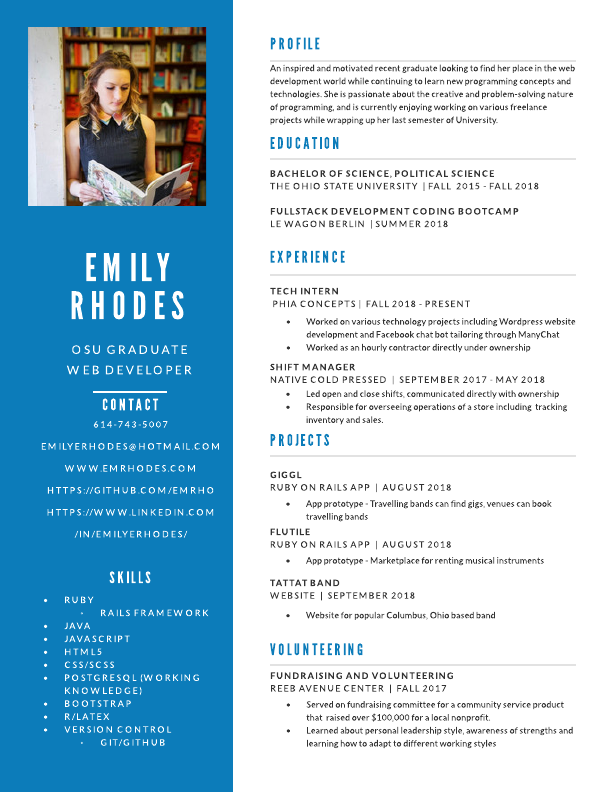 EMILY
RHODES
OSU GRADUATE
WEB DEVELOPER
CONTACT
614-743-5007
EMILYERHODES@HOTMAIL.COM
WWW.EMRHODES.COM
HTTPS://GITHUB.COM/EMRHO
HTTPS://WWW.LINKEDIN.COM
/IN/EMILYERHODES/
SKILLS
• RUBY
◦ RAILS FRAMEWORK
• JAVA
• JAVASCRIPT
• HTML5
• CSS/SCSS
• POSTGRESQL (WORKING
KNOWLEDGE)
• BOOTSTRAP
• R/LATEX
• VERSION CONTROL
◦ GIT/GITHUB
PROFILE
An inspired and motivated recent graduate looking to find her place in the web
development world while continuing to learn new programming concepts and
technologies. She is passionate about the creative and problem-solving nature
of programming, and is currently enjoying working on various freelance
projects while wrapping up her last semester of University.
EDUCATION
BACHELOR OF SCIENCE, POLITICAL SCIENCE
THE OHIO STATE UNIVERSITY | FALL 2015 - FALL 2018
FULLSTACK DEVELOPMENT CODING BOOTCAMP
LE WAGON BERLIN | SUMMER 2018
EXPERIENCE
TECH INTERN
PHIA CONCEPTS | FALL 2018 - PRESENT
• Worked on various technology projects including Wordpress website
development and Facebook chat bot tailoring through ManyChat
• Worked as an hourly contractor directly under ownership
SHIFT MANAGER
NATIVE COLD PRESSED | SEPTEMBER 2017 - MAY 2018
• Led open and close shifts, communicated directly with ownership
• Responsible for overseeing operations of a store including tracking
inventory and sales.
PROJECTS
GIGGL
RUBY ON RAILS APP | AUGUST 2018
• App prototype - Travelling bands can find gigs, venues can book
travelling bands
FLUTILE
RUBY ON RAILS APP | AUGUST 2018
• App prototype - Marketplace for renting musical instruments
TATTAT BAND
WEBSITE | SEPTEMBER 2018
• Website for popular Columbus, Ohio based band
VOLUNTEERING
FUNDRAISING AND VOLUNTEERING
REEB AVENUE CENTER | FALL 2017
• Served on fundraising committee for a community service product
that raised over $100,000 for a local nonprofit.
• Learned about personal leadership style, awareness of strengths and
learning how to adapt to different working styles